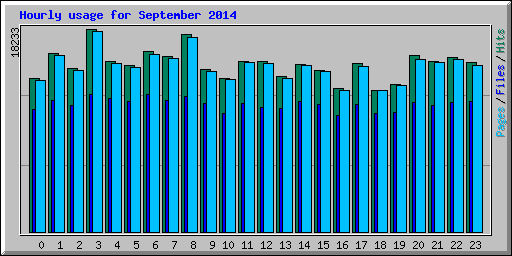 Hourly usage for September 2014
18233
Pages/Files/Hits
0 1 2 3 4 5 6 7 8 9 10 11 12 13 14 15 16 17 18 19 20 21 22 23